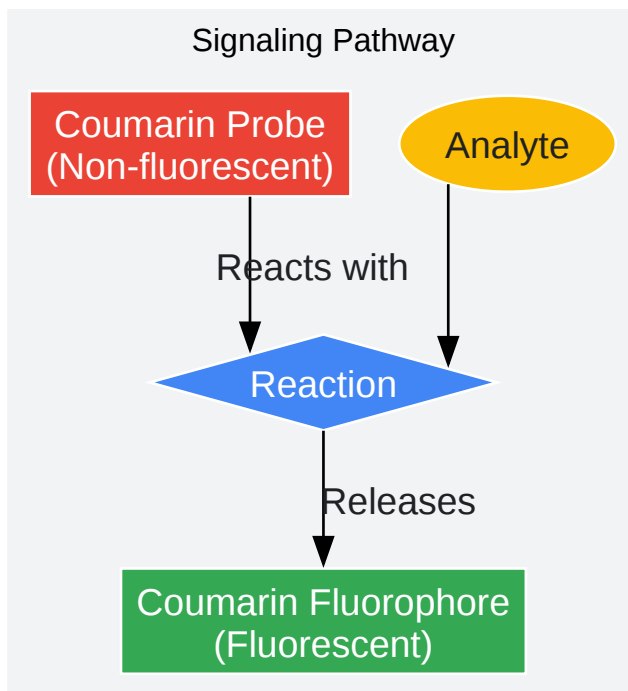 Signaling Pathway
Coumarin Probe
(Non-fluorescent)
Analyte
Reacts with
Reaction
Releases
Coumarin Fluorophore
(Fluorescent)